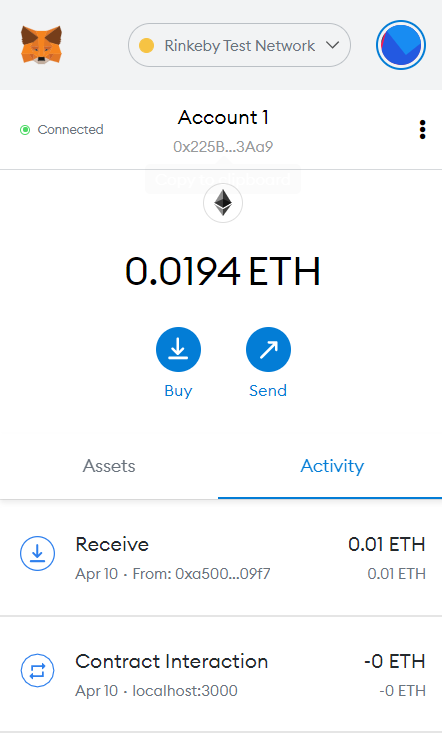 Rinkeby Test Network
Connected
Account 1
0x225B...3Aa9
Copy to clipboard
0.0194 ETH
Buy
Send
Assets
Activity
Receive
0.01 ETH
Apr 10 · From: 0xa500...09f7
0.01 ETH
Contract Interaction
-0 ETH
Apr 10 · localhost:3000
-0 ETH